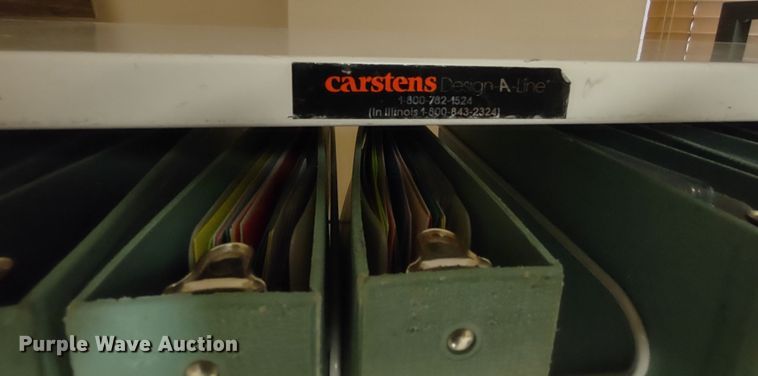 carstens Design-A-Line
1-800-782-1524
(In Illinois 1-800-843-2324)
Purple Wave Auction